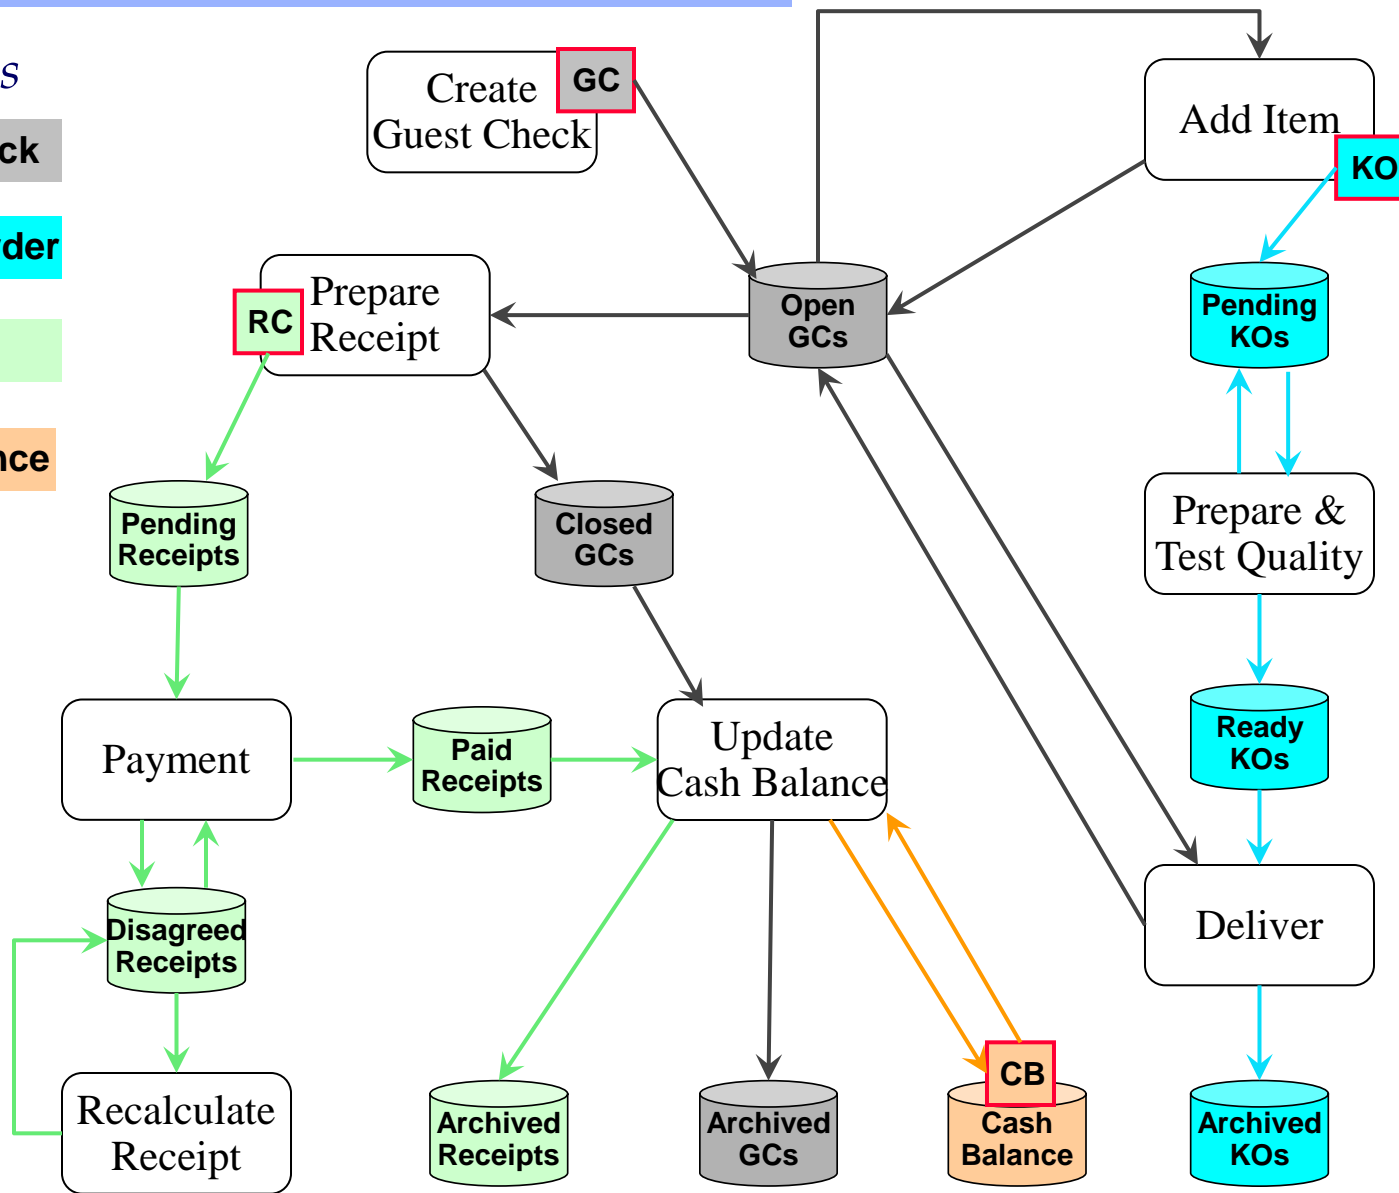 s
ck
der
nce
Create
Guest Check
GC
Add Item
KO
Prepare
Receipt
RC
Open
GCs
Pending
KOs
Pending
Receipts
Closed
GCs
Prepare &
Test Quality
Payment
Paid
Receipts
Update
Cash Balance
Ready
KOs
Disagreed
Receipts
Deliver
Recalculate
Receipt
Archived
Receipts
Archived
GCs
CB
Cash
Balance
Archived
KOs